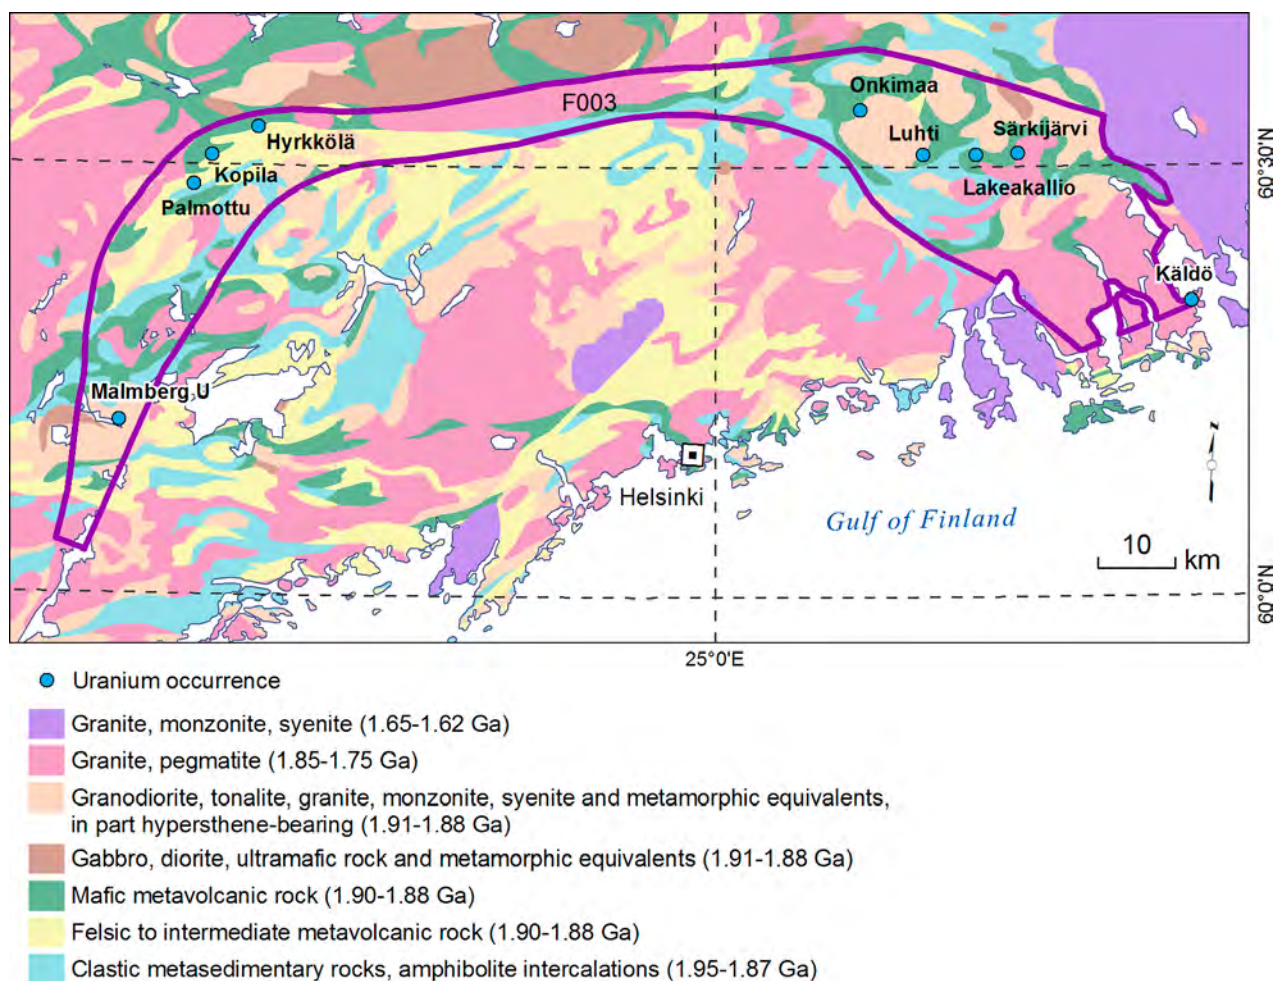 Onkimaa
F003
Luhti
Särkijärvi
Hyrkkölä
Kopila
Lakeakallio
Palmottu
60°30'N
Käldö
Malmberg U
N
Helsinki
Gulf of Finland
10
km
60°0'N
25°0'E
Uranium occurrence
Granite, monzonite, syenite (1.65-1.62 Ga)
Granite, pegmatite (1.85-1.75 Ga)
Granodiorite, tonalite, granite, monzonite, syenite and metamorphic equivalents,
in part hypersthene-bearing (1.91-1.88 Ga)
Gabbro, diorite, ultramafic rock and metamorphic equivalents (1.91-1.88 Ga)
Mafic metavolcanic rock (1.90-1.88 Ga)
Felsic to intermediate metavolcanic rock (1.90-1.88 Ga)
Clastic metasedimentary rocks, amphibolite intercalations (1.95-1.87 Ga)